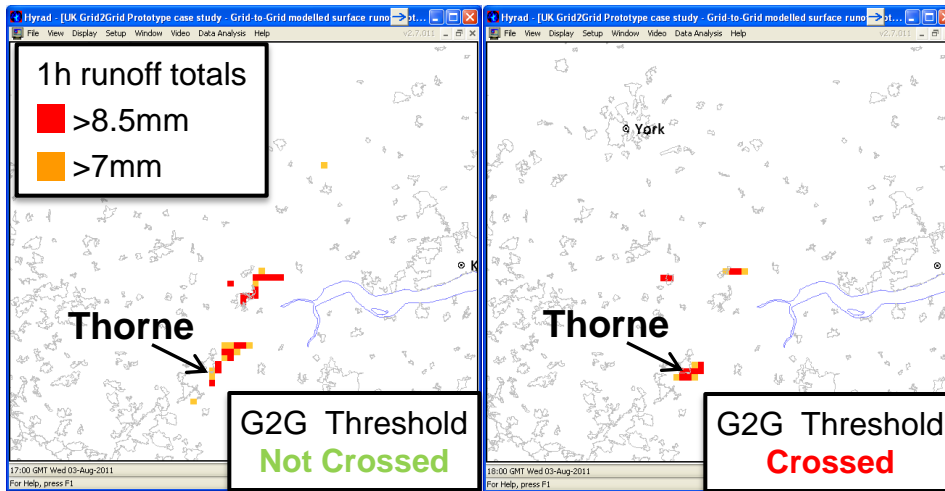 Hyrad - [UK Grid2Grid Prototype case study - Grid-to-Grid modelled surface runo
pt...
File View Display Setup Window Video Data Analysis Help
v2.7.011
1h runoff totals
>8.5mm
>7mm
K
Thorne
G2G Threshold
Not Crossed
17:00 GMT Wed 03-Aug-2011
For Help, press F1
Hyrad - [UK Grid2Grid Prototype case study - Grid-to-Grid modelled surface runo
pt...
File View Display Setup Window Video Data Analysis Help
v2.7.011
York
Thorne
G2G Threshold
Crossed
18:00 GMT Wed 03-Aug-2011
For Help, press F1